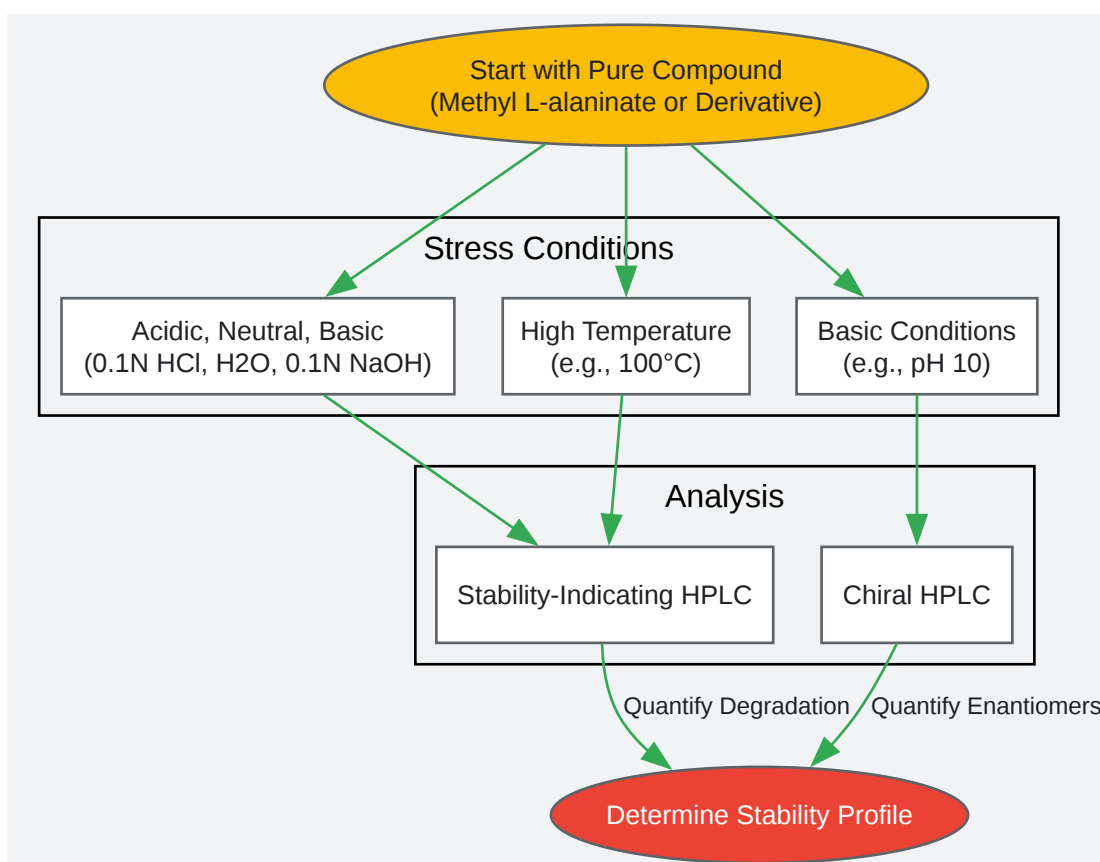 Start with Pure Compound
(Methyl L-alaninate or Derivative)
Stress Conditions
Acidic, Neutral, Basic
(0.1N HCl, H2O, 0.1N NaOH)
High Temperature
(e.g., 100°C)
Basic Conditions
(e.g., pH 10)
Analysis
Stability-Indicating HPLC
Chiral HPLC
Quantify Degradation
Quantify Enantiomers
Determine Stability Profile